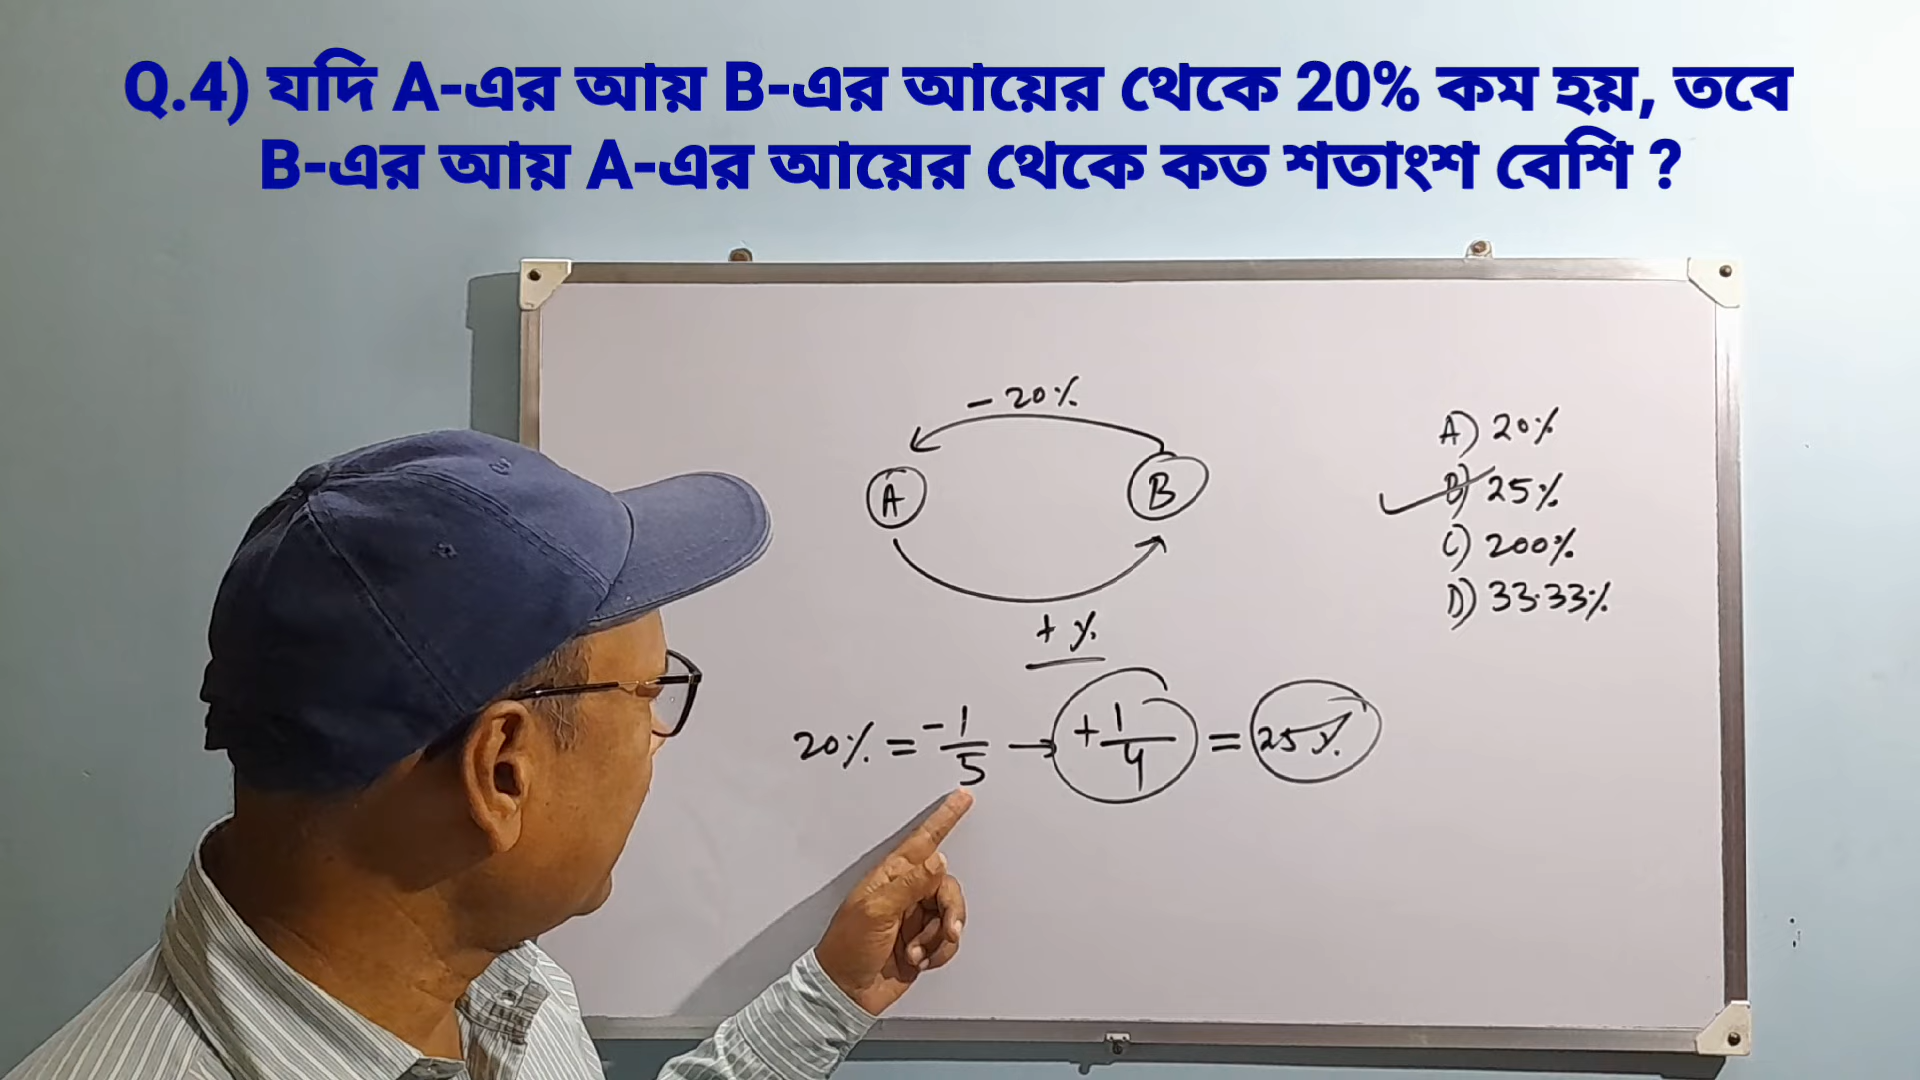 Q.4) যদি A-এর আয় B-এর আয়ের থেকে 20% কম হয়, তবে
B-এর আয় A-এর আয়ের থেকে কত শতাংশ বেশি ?
- 20%
A
B
+ %
20% = -1/5 → +1/4 = 25%
A) 20%
B) 25%
C) 200%
D) 33.33%